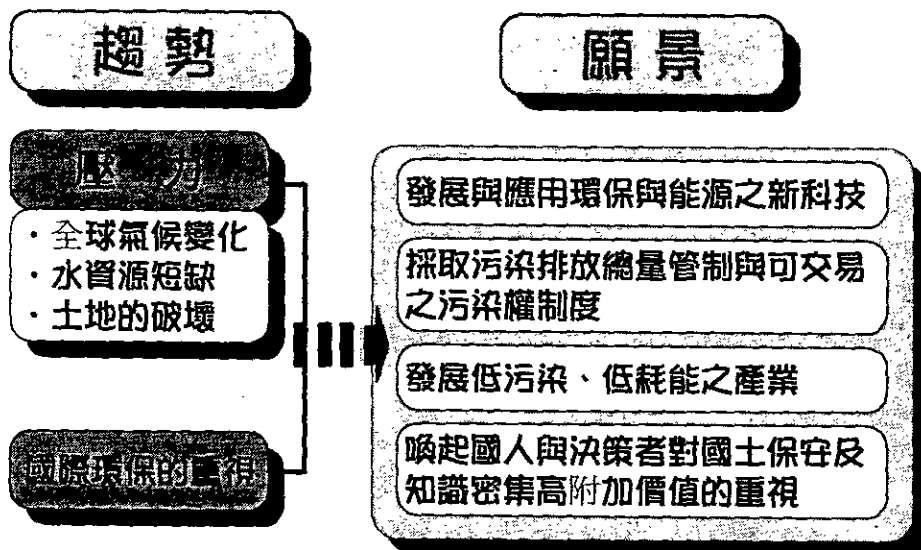 趨勢
願景
壓力
・全球氣候變化
・水資源短缺
・土地的破壞
國際環保的重視
發展與應用環保與能源之新科技
採取污染排放總量管制與可交易
之污染權制度
發展低污染、低耗能之產業
喚起國人與決策者對國土保安及
知識密集高附加價值的重視